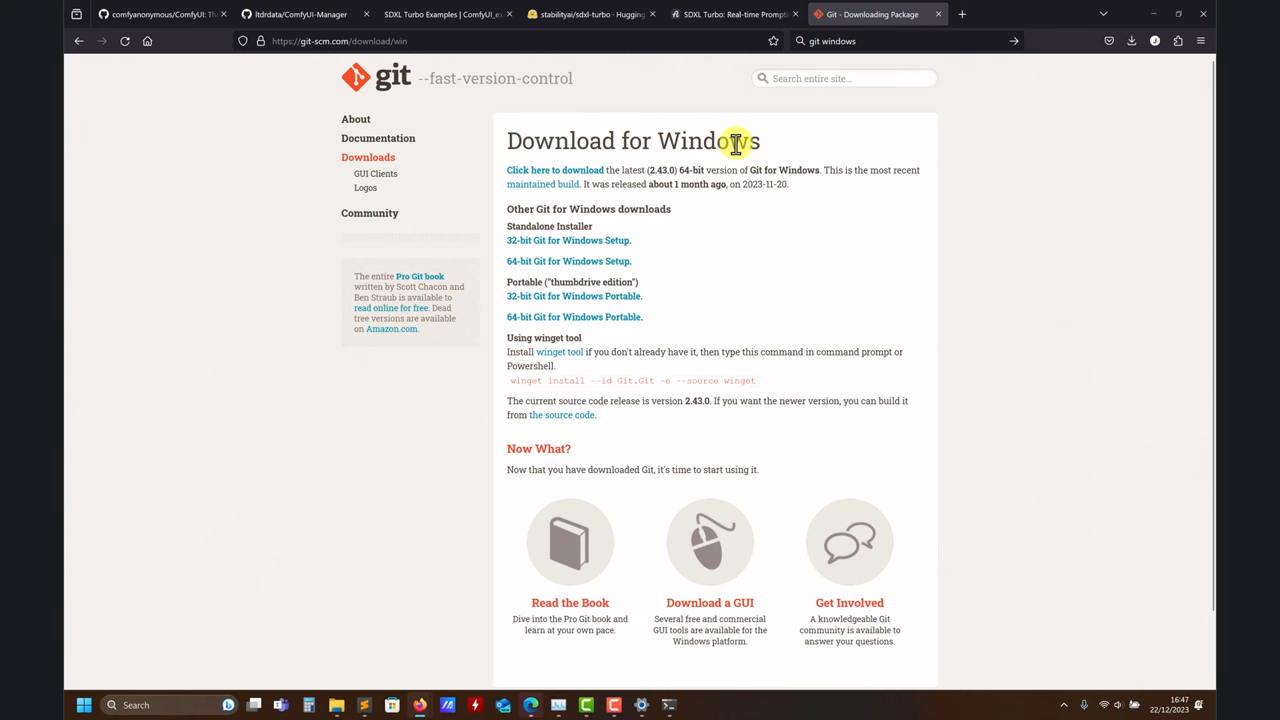 comfyanonymous/ComfyUI: Th
ltdrdata/ComfyUI-Manager
SDXL Turbo Examples | ComfyUI_ex
stabilityai/sdxl-turbo · Hugging
SDXL Turbo: Real-time Prompti
Git - Downloading Package
https://git-scm.com/download/win
git windows
J
git --fast-version-control
Search entire site...
About
Documentation
Downloads
GUI Clients
Logos
Community
The entire Pro Git book
written by Scott Chacon and
Ben Straub is available to
read online for free. Dead
tree versions are available
on Amazon.com.
Download for Windows
Click here to download the latest (2.43.0) 64-bit version of Git for Windows. This is the most recent
maintained build. It was released about 1 month ago, on 2023-11-20.
Other Git for Windows downloads
Standalone Installer
32-bit Git for Windows Setup.
64-bit Git for Windows Setup.
Portable ("thumbdrive edition")
32-bit Git for Windows Portable.
64-bit Git for Windows Portable.
Using winget tool
Install winget tool if you don't already have it, then type this command in command prompt or
Powershell.
winget install --id Git.Git -e --source winget
The current source code release is version 2.43.0. If you want the newer version, you can build it
from the source code.
Now What?
Now that you have downloaded Git, it's time to start using it.
Read the Book
Dive into the Pro Git book and
learn at your own pace.
Download a GUI
Several free and commercial
GUI tools are available for the
Windows platform.
Get Involved
A knowledgeable Git
community is available to
answer your questions.
Search
16:47
22/12/2023